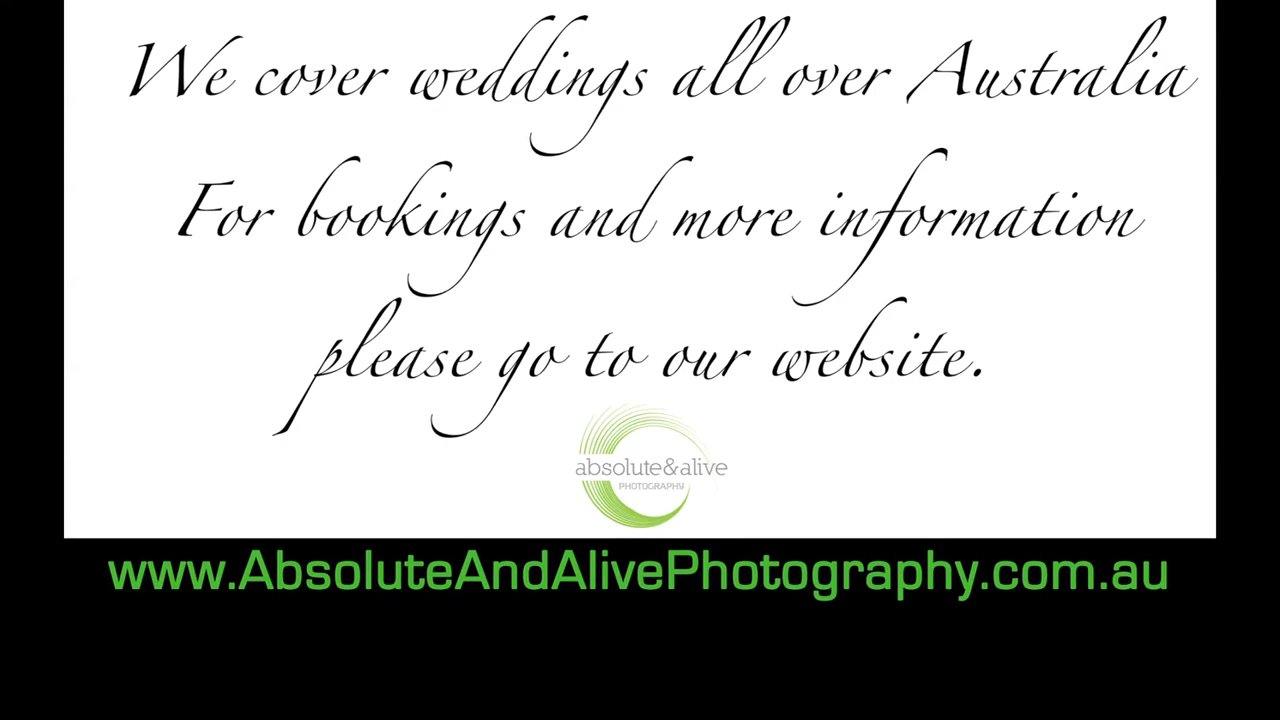 We cover weddings all over Australia
For bookings and more information
please go to our website.
absolute&alive
PHOTOGRAPHY
www.AbsoluteAndAlivePhotography.com.au